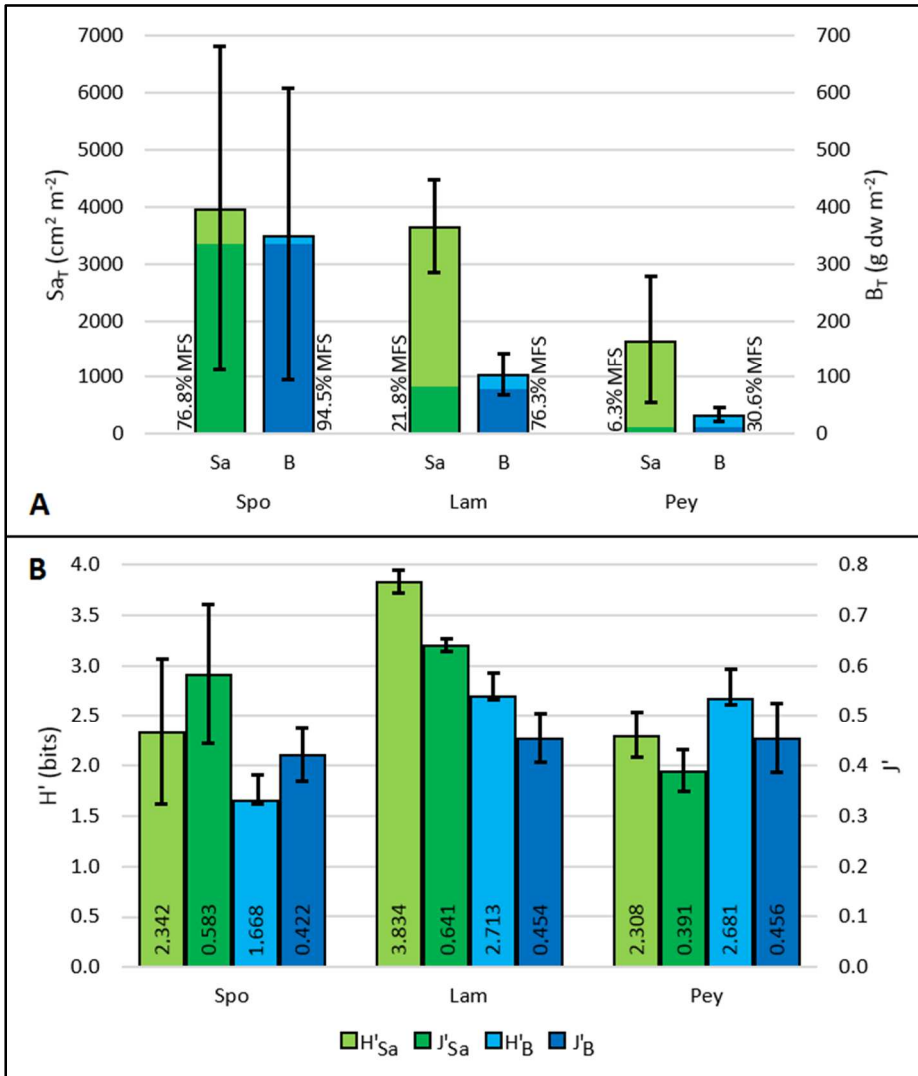 7000
6000
5000
4000
3000
2000
1000
0
Sa_T (cm² m⁻²)
700
600
500
400
300
200
100
0
B_T (g dw m⁻²)
76.8% MFS
94.5% MFS
21.8% MFS
76.3% MFS
6.3% MFS
30.6% MFS
Sa B Sa B Sa B
Spo Lam Pey
A
B
4.0
3.5
3.0
2.5
2.0
1.5
1.0
0.5
0.0
H' (bits)
0.8
0.7
0.6
0.5
0.4
0.3
0.2
0.1
0.0
J'
2.342
0.583
1.668
0.422
3.834
0.641
2.713
0.454
2.308
0.391
2.681
0.456
Spo Lam Pey
H'Sa J'Sa H'B J'B